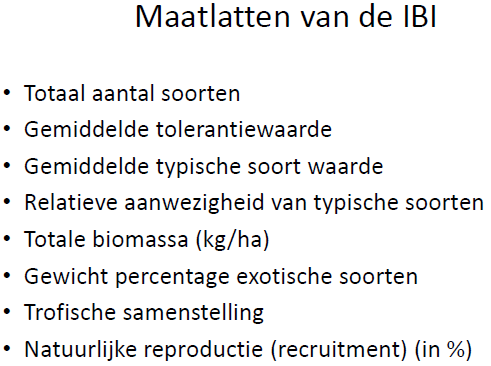 Maatlatten van de IBI
• Totaal aantal soorten
• Gemiddelde tolerantiewaarde
• Gemiddelde typische soort waarde
• Relatieve aanwezigheid van typische soorten
• Totale biomassa (kg/ha)
• Gewicht percentage exotische soorten
• Trofische samenstelling
• Natuurlijke reproductie (recruitment) (in %)